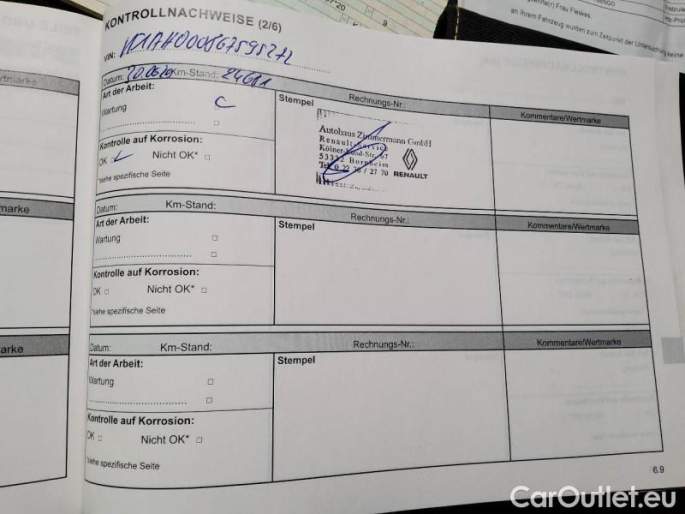 KONTROLLNACHWEISE (2/6)
VIN:
Datum: Km-Stand: 24611
Rechnungs-Nr.:
Kommentare/Wertmarke
Art der Arbeit:
Wartung
Stempel
Kontrolle auf Korrosion:
OK Nicht OK*
*siehe spezifische Seite
Autohaus Zimmermann GmbH
53332 Bornheim
RENAULT
Datum: Km-Stand: Rechnungs-Nr.:
Kommentare/Wertmarke
Art der Arbeit:
Wartung
Stempel
Kontrolle auf Korrosion:
OK Nicht OK*
*siehe spezifische Seite
Datum: Km-Stand: Rechnungs-Nr.:
Kommentare/Wertmarke
Art der Arbeit:
Wartung
Stempel
Kontrolle auf Korrosion:
OK Nicht OK*
*siehe spezifische Seite
6.9
CarOutlet.eu